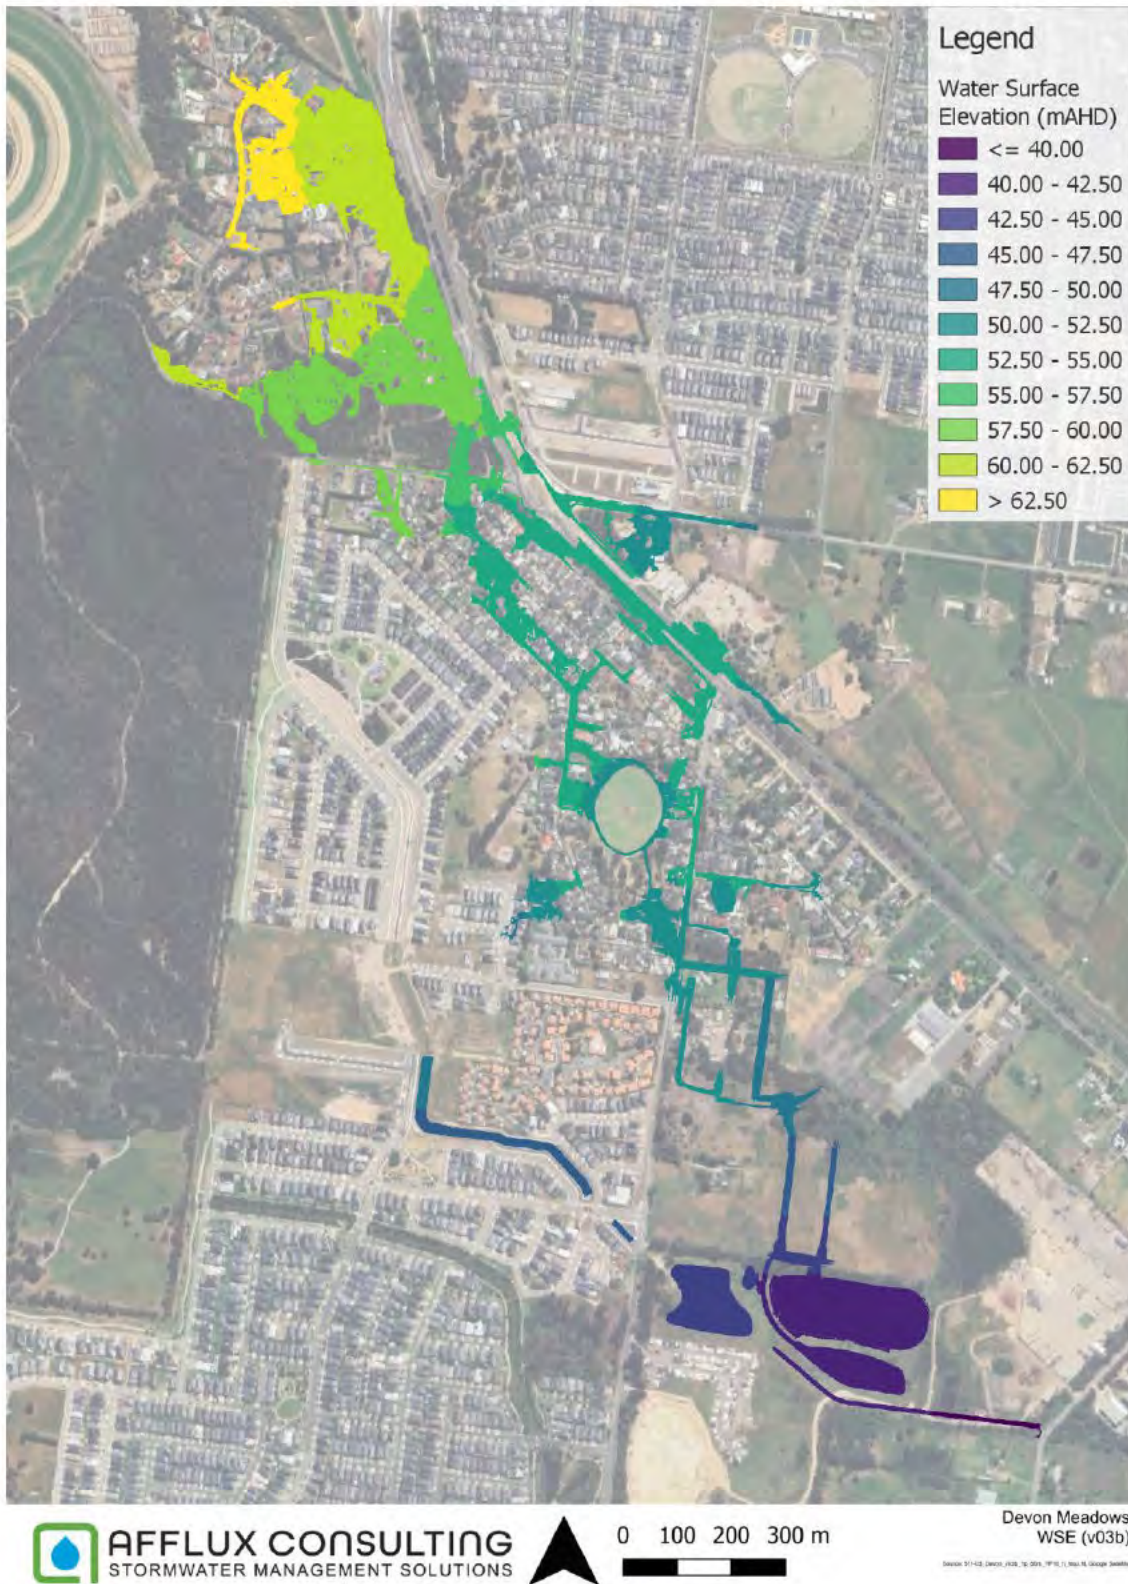 Legend
Water Surface
Elevation (mAHD)
<= 40.00
40.00 - 42.50
42.50 - 45.00
45.00 - 47.50
47.50 - 50.00
50.00 - 52.50
52.50 - 55.00
55.00 - 57.50
57.50 - 60.00
60.00 - 62.50
> 62.50
AFFLUX CONSULTING
STORMWATER MANAGEMENT SOLUTIONS
0 100 200 300 m
Devon Meadows
WSE (v03b)